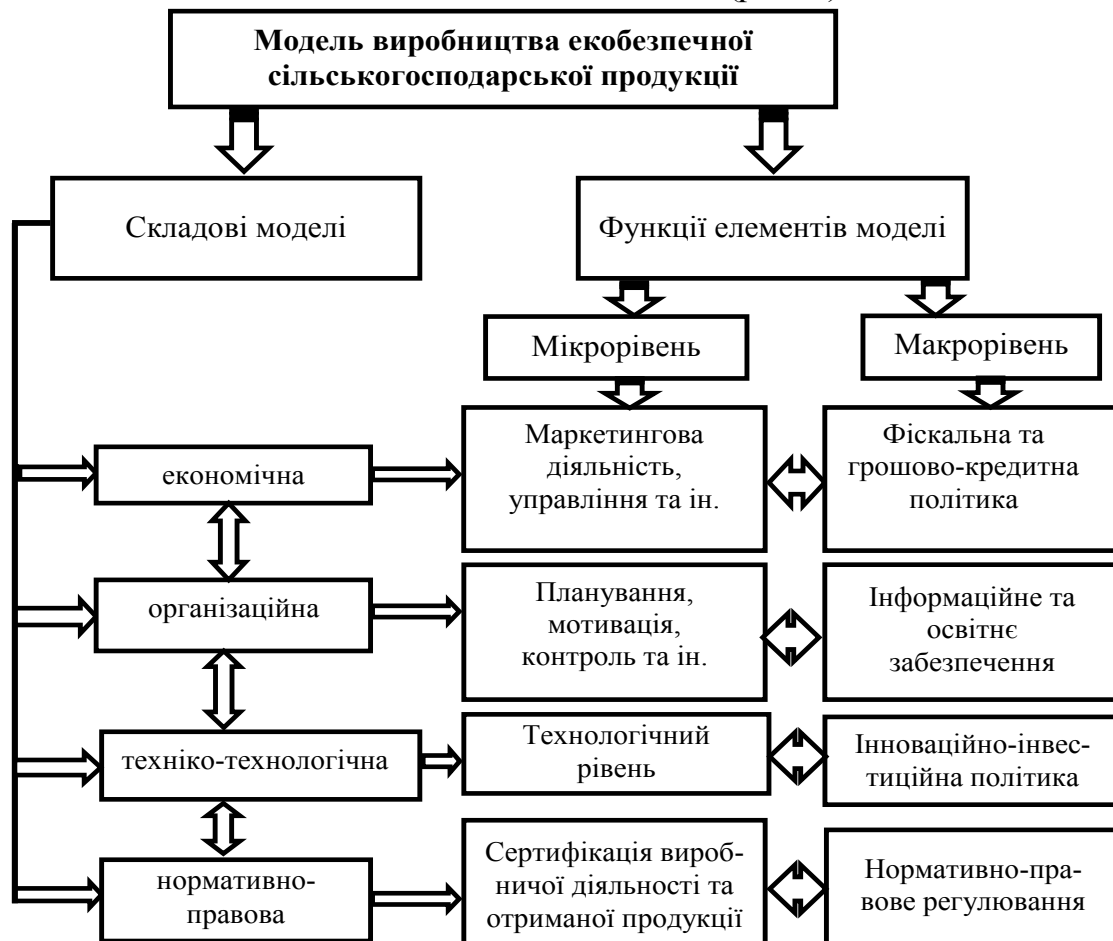 Модель виробництва екобезпечної
сільськогосподарської продукції
Складові моделі
Функції елементів моделі
Мікрорівень
Макрорівень
економічна
Маркетингова
діяльність,
управління та ін.
Фіскальна та
грошово-кредитна
політика
організаційна
Планування,
мотивація,
контроль та ін.
Інформаційне та
освітнє
забезпечення
техніко-технологічна
Технологічний
рівень
Інноваційно-інвес-
тиційна політика
нормативно-
правова
Сертифікація вироб-
ничої діяльності та
отриманої продукції
Нормативно-пра-
вове регулювання